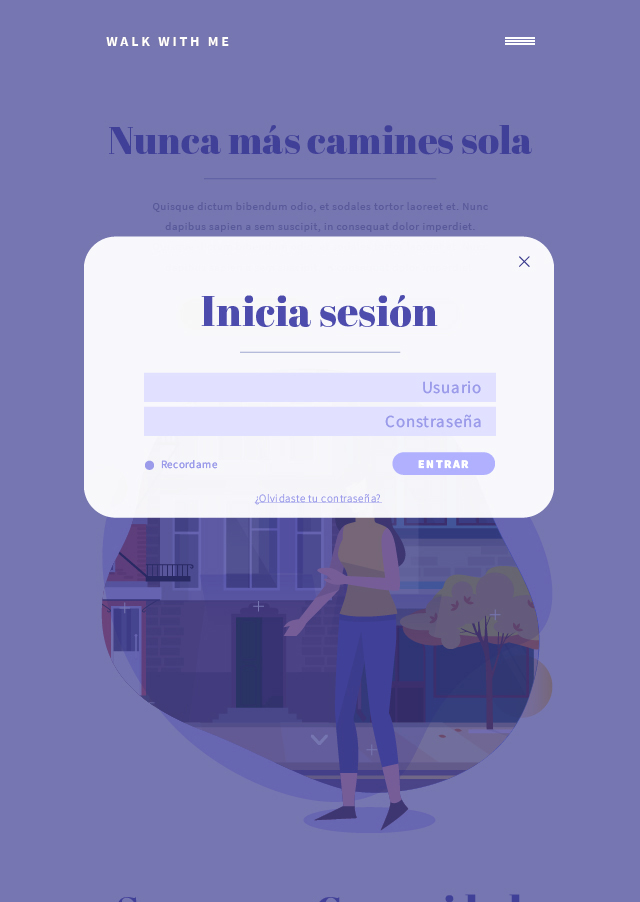 WALK WITH ME
Nunca más camines sola
Quisque dictum bibendum odio, et sodales tortor laoreet et. Nunc
dapibus sapien a sem suscipit, in consequat dolor imperdiet.
Inicia sesión
Usuario
Constraseña
Recordame
ENTRAR
¿Olvidaste tu contraseña?